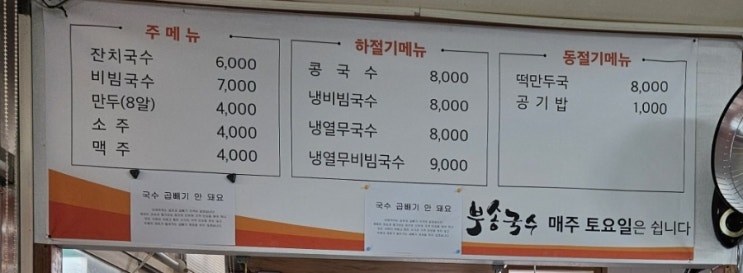 주 메 뉴
잔치국수 6,000
비빔국수 7,000
만두(8알) 4,000
소 주 4,000
맥 주 4,000
하절기메뉴
콩 국 수 8,000
냉비빔국수 8,000
냉열무국수 8,000
냉열무비빔국수 9,000
동절기메뉴
떡만두국 8,000
공 기 밥 1,000
국수 곱빼기 안 돼요
국수 곱빼기 안 돼요
부송국수 매주 토요일은 쉽니다